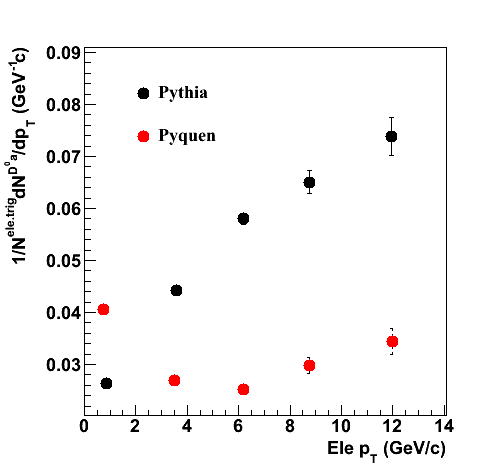 1/N^ele.trig dN^D⁰a/dp_T (GeV⁻¹c)
0.09
0.08
0.07
0.06
0.05
0.04
0.03
Pythia
Pyquen
0 2 4 6 8 10 12 14
Ele p_T (GeV/c)